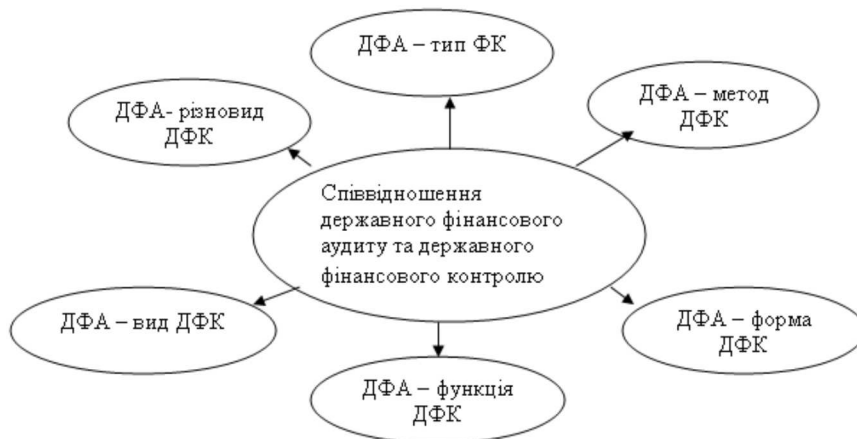 ДФА – тип ФК
ДФА- різновид
ДФК
ДФА – метод
ДФК
Співвідношення
державного фінансового
аудиту та державного
фінансового контролю
ДФА – вид ДФК
ДФА – форма
ДФК
ДФА – функція
ДФК